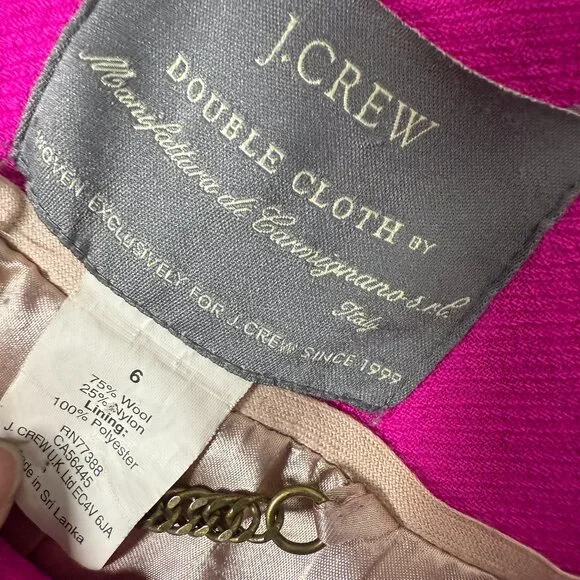 J.CREW
DOUBLE CLOTH BY
Manifattura di Carmignano s.r.l.
Italy
WOVEN EXCLUSIVELY FOR J. CREW SINCE 1999
6
75% Wool
25% Nylon
Lining:
100% Polyester
RN77388
CA56445
J. CREW UK Ltd EC4V 6JA
Made in Sri Lanka